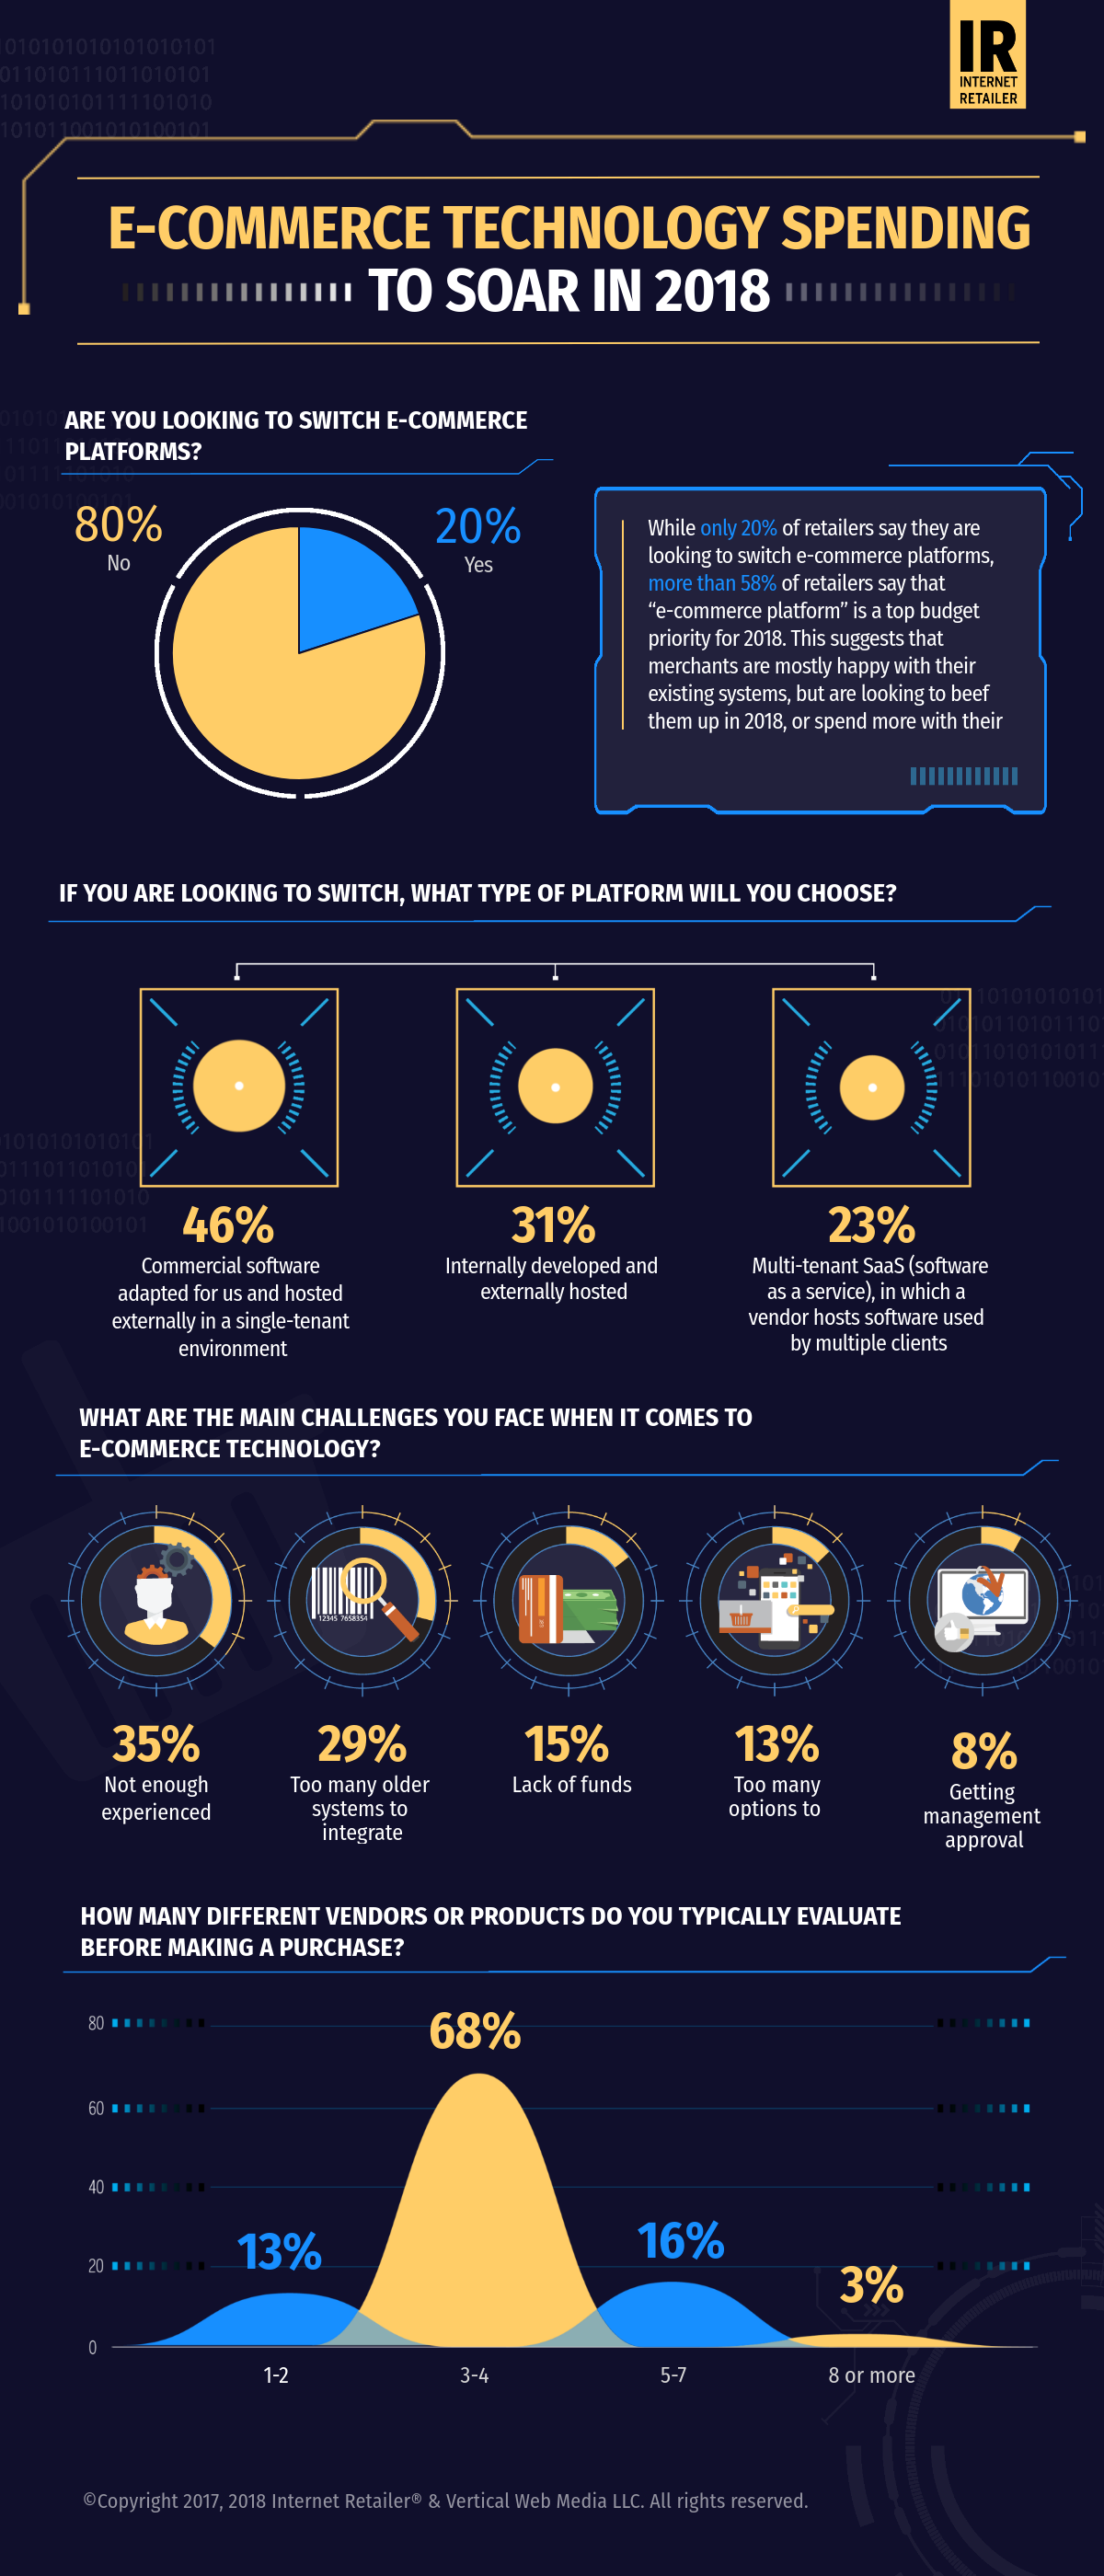 IR
INTERNET
RETAILER
E-COMMERCE TECHNOLOGY SPENDING
TO SOAR IN 2018
ARE YOU LOOKING TO SWITCH E-COMMERCE
PLATFORMS?
80%
No
20%
Yes
While only 20% of retailers say they are
looking to switch e-commerce platforms,
more than 58% of retailers say that
“e-commerce platform” is a top budget
priority for 2018. This suggests that
merchants are mostly happy with their
existing systems, but are looking to beef
them up in 2018, or spend more with their
IF YOU ARE LOOKING TO SWITCH, WHAT TYPE OF PLATFORM WILL YOU CHOOSE?
46%
Commercial software
adapted for us and hosted
externally in a single-tenant
environment
31%
Internally developed and
externally hosted
23%
Multi-tenant SaaS (software
as a service), in which a
vendor hosts software used
by multiple clients
WHAT ARE THE MAIN CHALLENGES YOU FACE WHEN IT COMES TO
E-COMMERCE TECHNOLOGY?
12345 7658354
35%
Not enough
experienced
29%
Too many older
systems to
integrate
15%
Lack of funds
13%
Too many
options to
8%
Getting
management
approval
HOW MANY DIFFERENT VENDORS OR PRODUCTS DO YOU TYPICALLY EVALUATE
BEFORE MAKING A PURCHASE?
80
60
40
20
0
13%
68%
16%
3%
1-2
3-4
5-7
8 or more
©Copyright 2017, 2018 Internet Retailer® & Vertical Web Media LLC. All rights reserved.